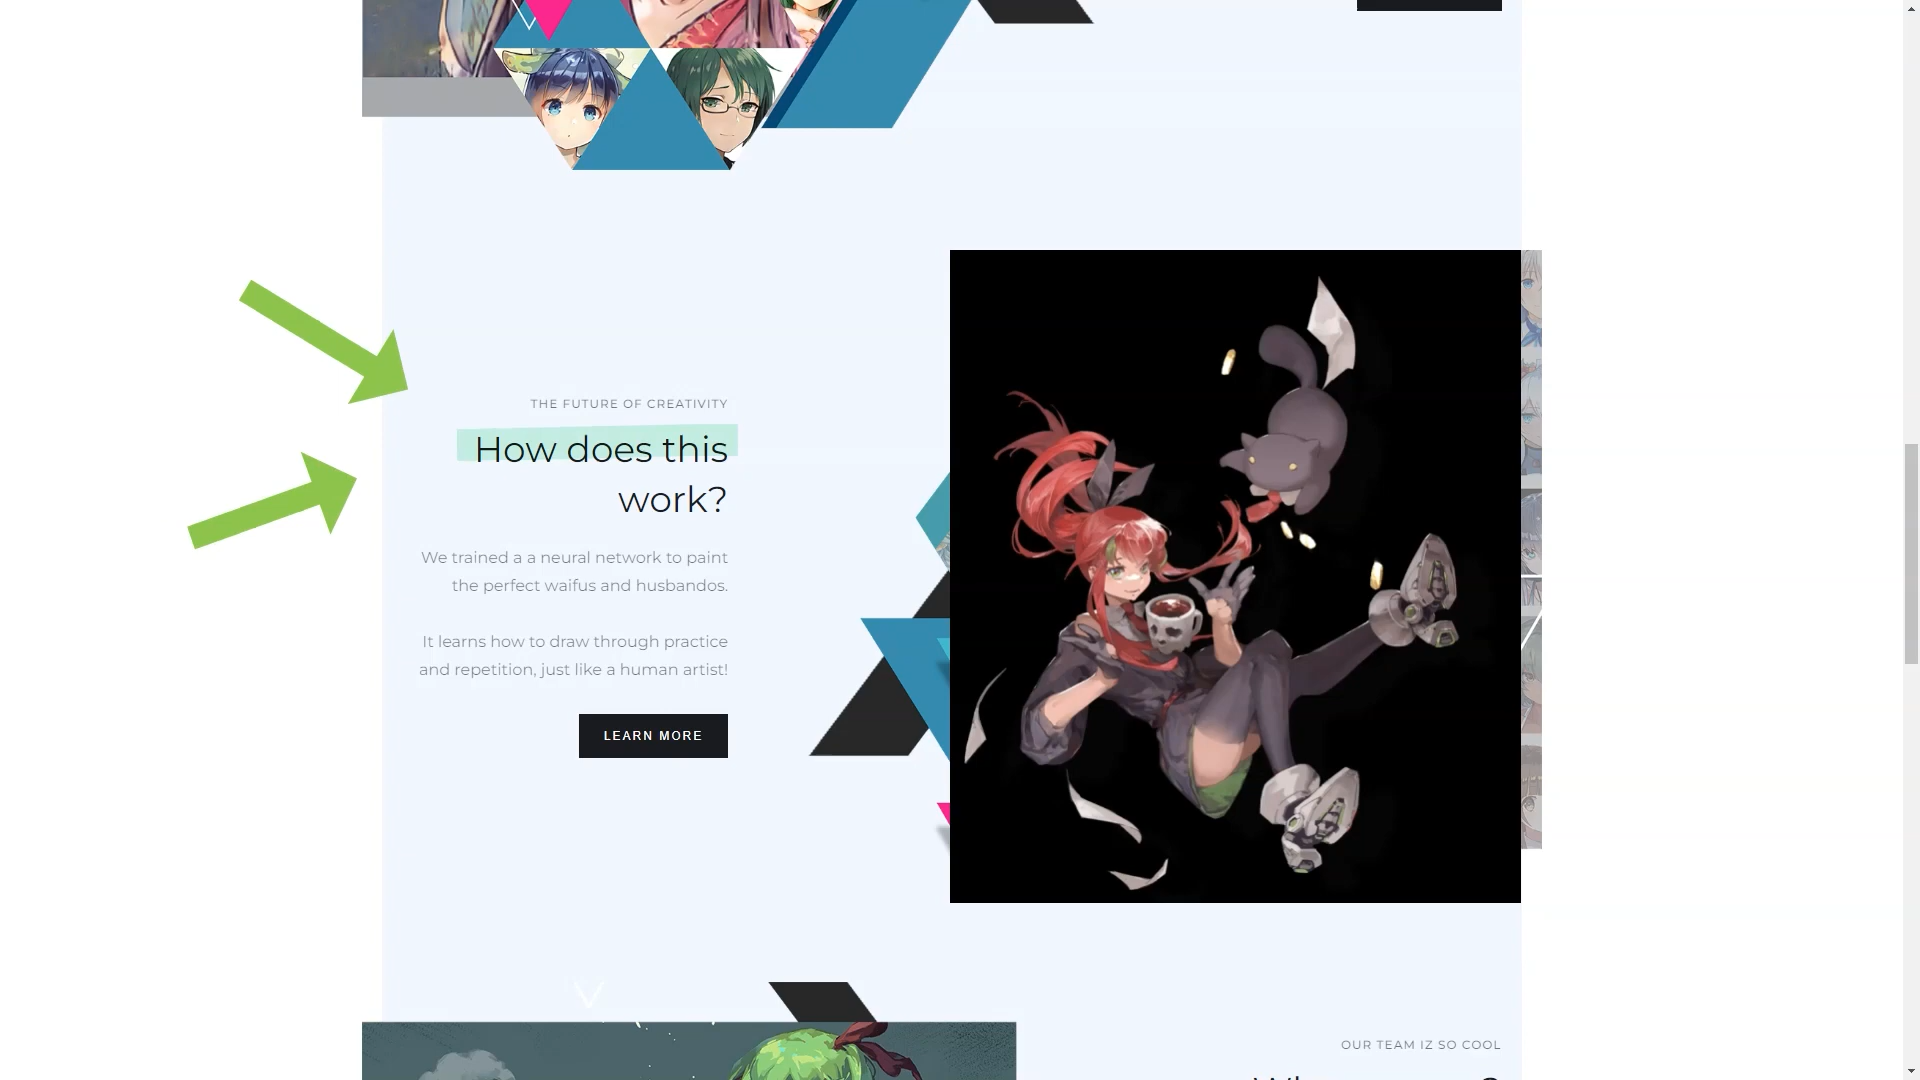 THE FUTURE OF CREATIVITY
How does this
work?
We trained a a neural network to paint
the perfect waifus and husbandos.
It learns how to draw through practice
and repetition, just like a human artist!
LEARN MORE
OUR TEAM IZ SO COOL